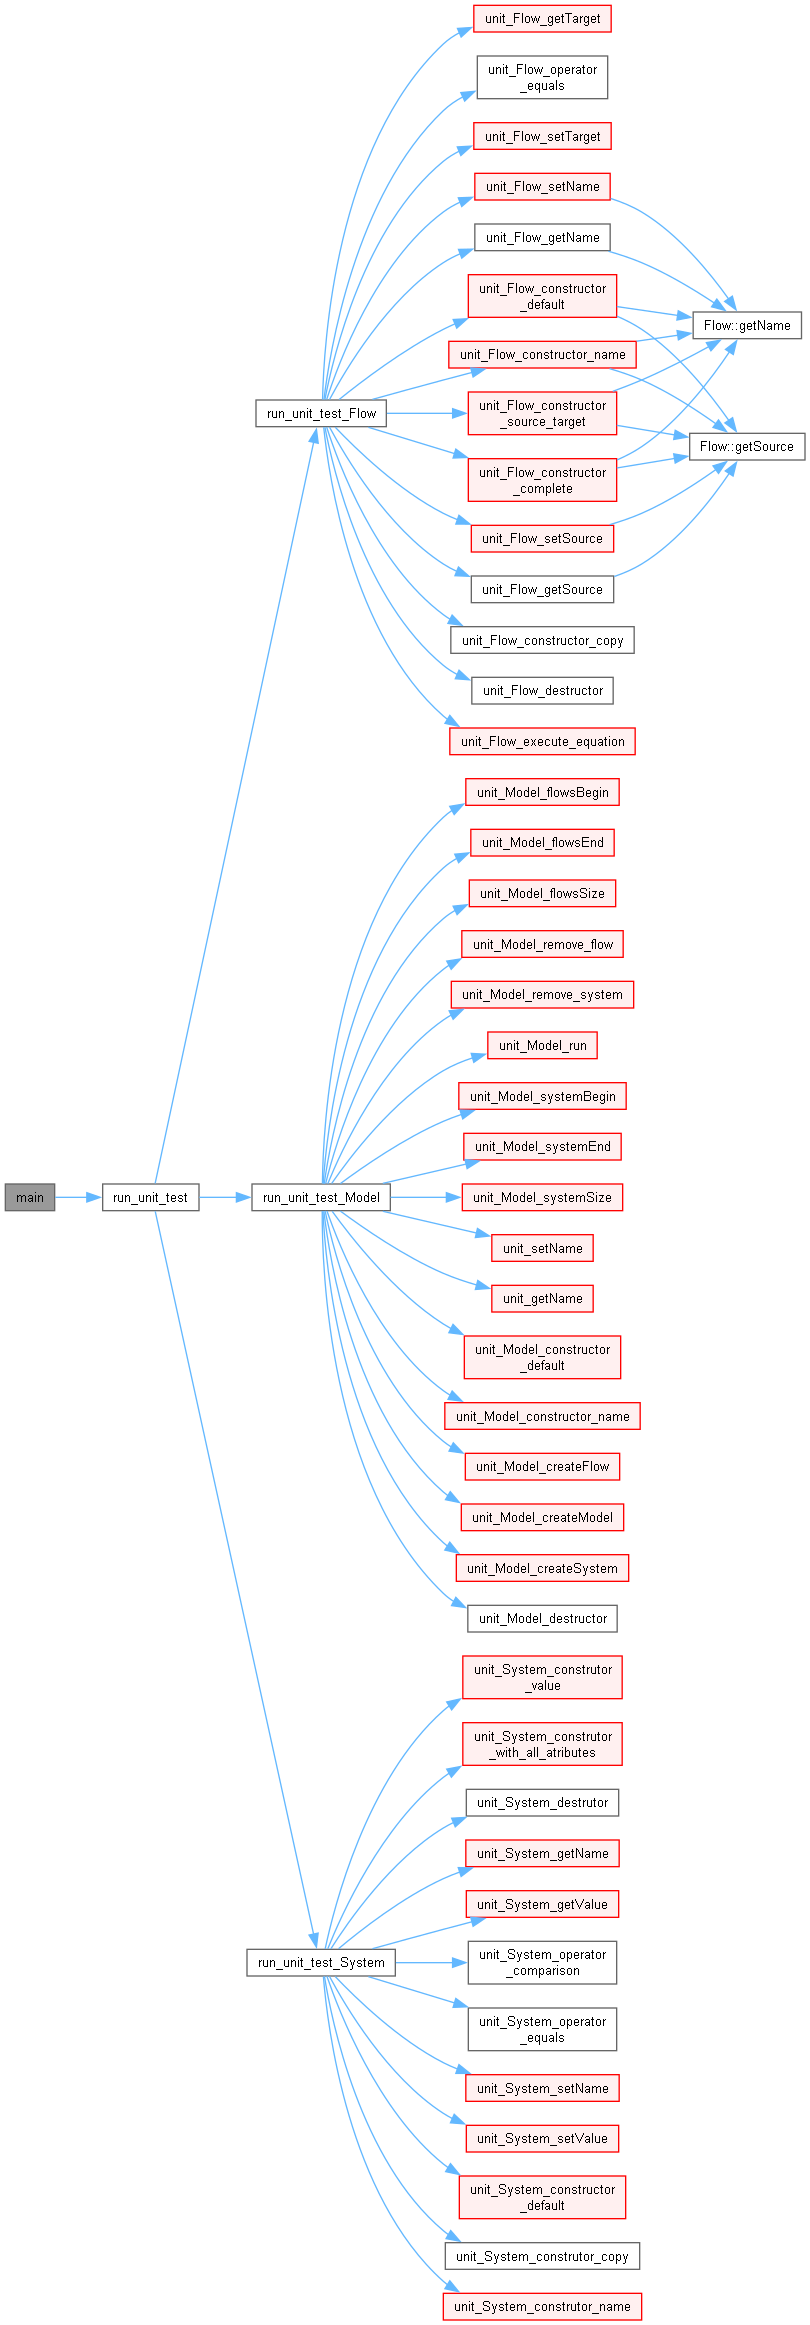 unit_Flow_getTarget
unit_Flow_operator
_equals
unit_Flow_setTarget
unit_Flow_setName
unit_Flow_getName
unit_Flow_constructor
_default
Flow::getName
unit_Flow_constructor_name
run_unit_test_Flow
unit_Flow_constructor
_source_target
Flow::getSource
unit_Flow_constructor
_complete
unit_Flow_setSource
unit_Flow_getSource
unit_Flow_constructor_copy
unit_Flow_destructor
unit_Flow_execute_equation
unit_Model_flowsBegin
unit_Model_flowsEnd
unit_Model_flowsSize
unit_Model_remove_flow
unit_Model_remove_system
unit_Model_run
unit_Model_systemBegin
unit_Model_systemEnd
main
run_unit_test
run_unit_test_Model
unit_Model_systemSize
unit_setName
unit_getName
unit_Model_constructor
_default
unit_Model_constructor_name
unit_Model_createFlow
unit_Model_createModel
unit_Model_createSystem
unit_Model_destructor
unit_System_construtor
_value
unit_System_construtor
_with_all_atributes
unit_System_destrutor
unit_System_getName
unit_System_getValue
run_unit_test_System
unit_System_operator
_comparison
unit_System_operator
_equals
unit_System_setName
unit_System_setValue
unit_System_constructor
_default
unit_System_construtor_copy
unit_System_construtor_name